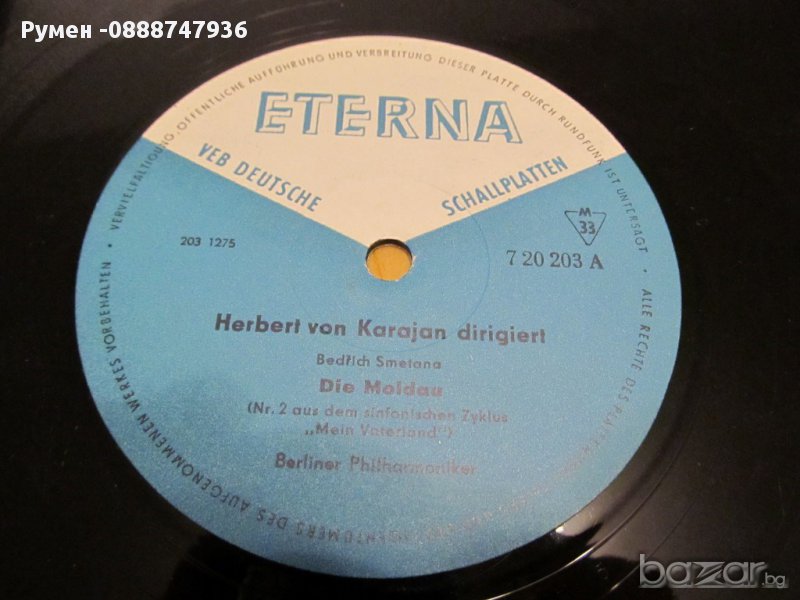 Румен -0888747936
VERVIELFÄLTIGUNG, ÖFFENTLICHE AUFFÜHRUNG UND VERBREITUNG DIESER PLATTE DURCH RUNDFUNK IST UNTERSAGT • ALLE RECHTE DES
ETERNA
VEB DEUTSCHE SCHALLPLATTEN
M
33
203 1275
7 20 203 A
Herbert von Karajan dirigiert
Bedřich Smetana
Die Moldau
(Nr. 2 aus dem sinfonischen Zyklus
„Mein Vaterland")
Berliner Philharmoniker
DES AUFGENOMMENEN WERKES VORBEHALTEN •
bazar.bg